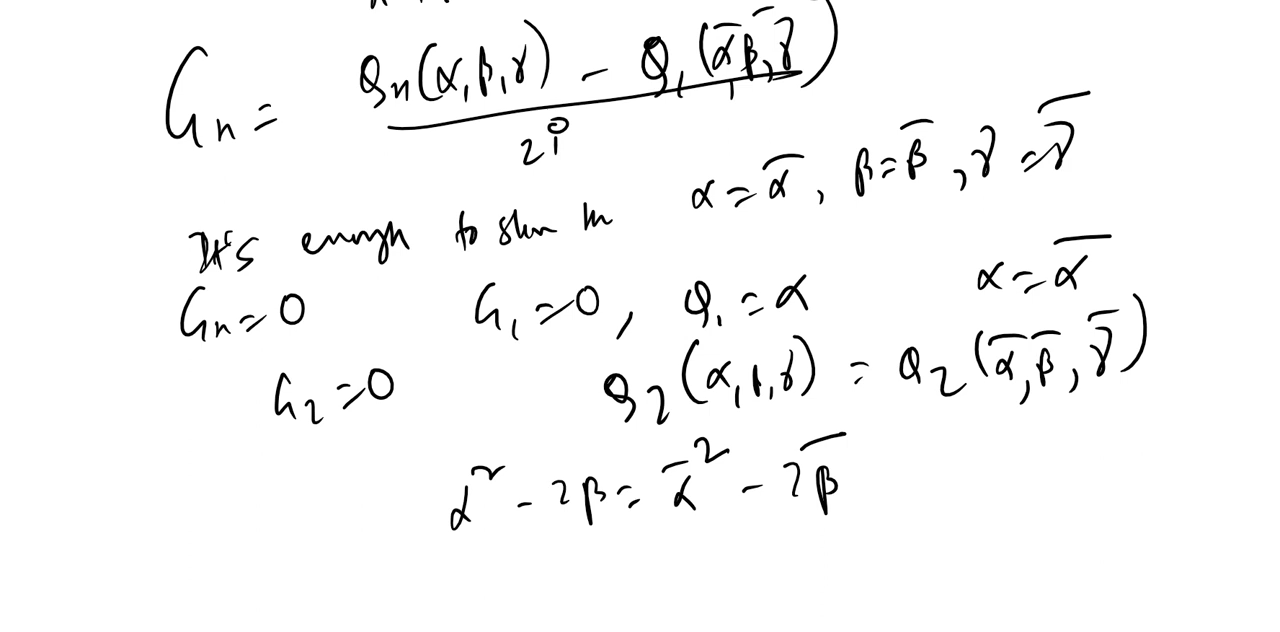 Gn = Qn(α,β,γ) - Q₁(ᾱ,β̄,γ̄)
2i
It's enough to show α = ᾱ, β = β̄, γ = γ̄
Gn = 0 G₁ = 0, Q₁ = α α = ᾱ
G₂ = 0 Q₂(α,β,γ) = Q₂(ᾱ,β̄,γ̄)
α² - 2β = ᾱ² - 2β̄